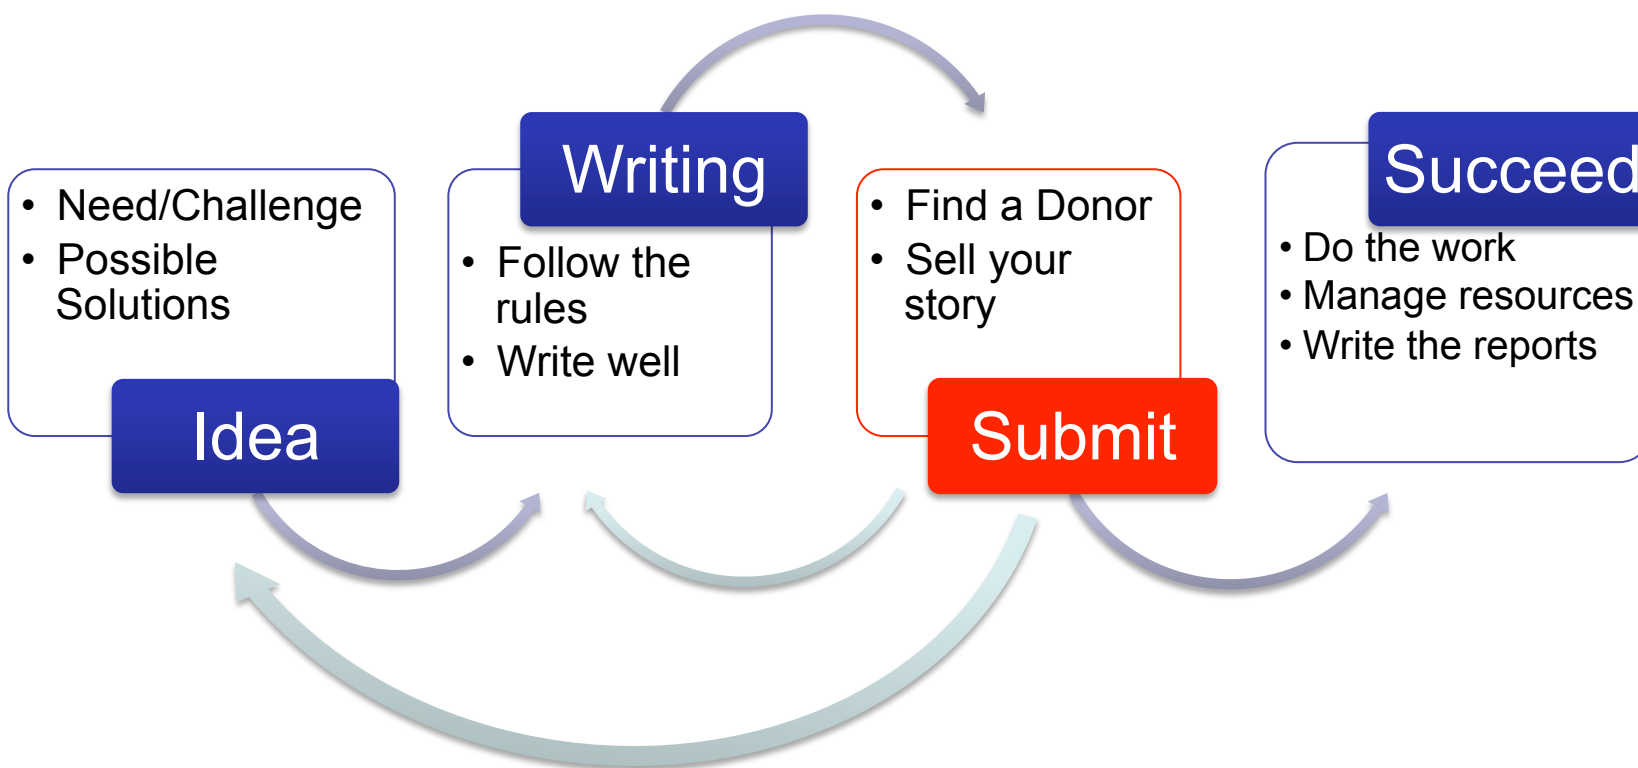 • Need/Challenge
• Possible
Solutions
Idea
Writing
• Follow the
rules
• Write well
• Find a Donor
• Sell your
story
Submit
Succeed
• Do the work
• Manage resources
• Write the reports